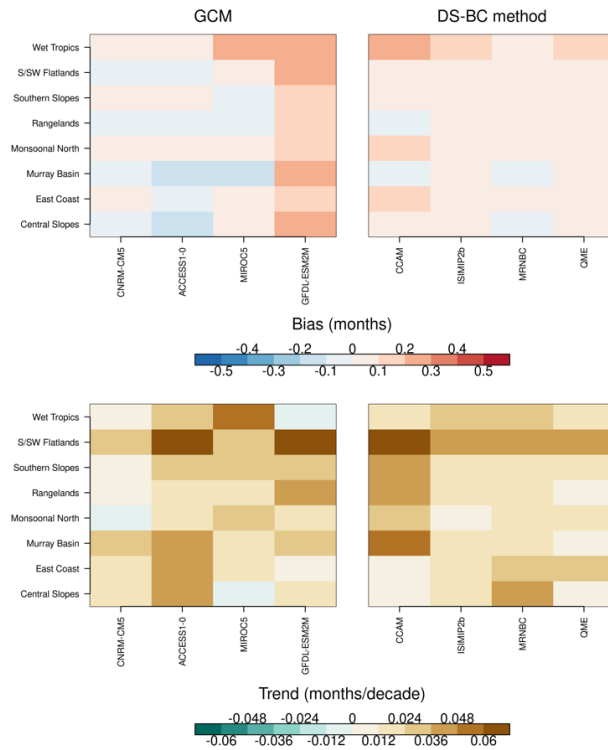 GCM
DS-BC method
Wet Tropics
S/SW Flatlands
Southern Slopes
Rangelands
Monsoonal North
Murray Basin
East Coast
Central Slopes
CNRM-CM5
ACCESS1-0
MIROC5
GFDL-ESM2M
CCAM
ISIMIP2b
MRNBC
QME
Bias (months)
-0.4 -0.2 0 0.2 0.4
-0.5 -0.3 -0.1 0.1 0.3 0.5
Wet Tropics
S/SW Flatlands
Southern Slopes
Rangelands
Monsoonal North
Murray Basin
East Coast
Central Slopes
CNRM-CM5
ACCESS1-0
MIROC5
GFDL-ESM2M
CCAM
ISIMIP2b
MRNBC
QME
Trend (months/decade)
-0.048 -0.024 0 0.024 0.048
-0.06 -0.036 -0.012 0.012 0.036 0.06